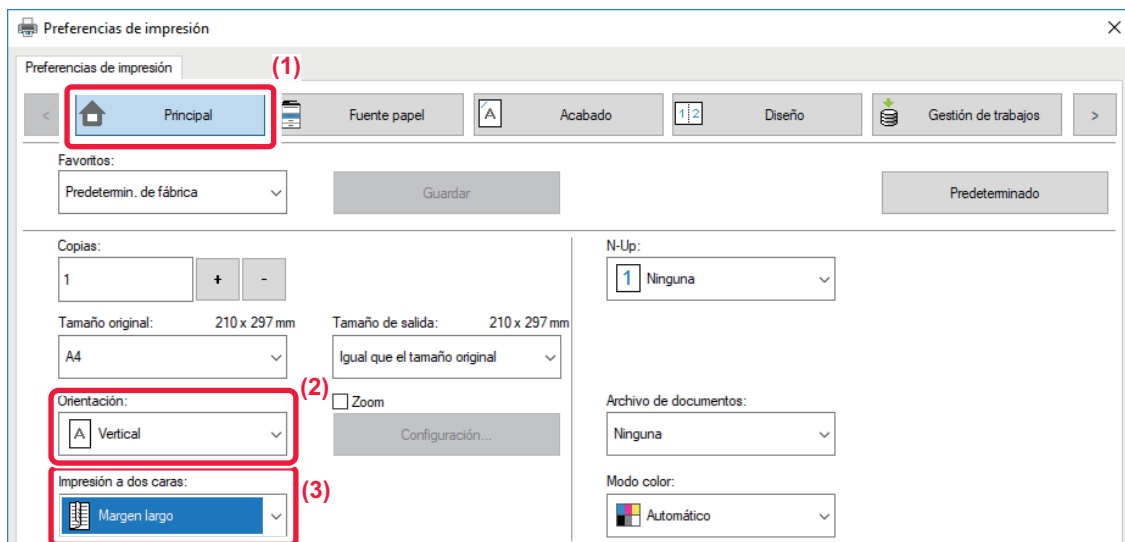 Preferencias de impresión
Preferencias de impresión
(1)
< Principal Fuente papel A Acabado 1 2 Diseño Gestión de trabajos >
Favoritos:
Predetermin. de fábrica Guardar Predeterminado
Copias: N-Up:
1 + - 1 Ninguna
Tamaño original: 210 x 297 mm Tamaño de salida: 210 x 297 mm
A4 Igual que el tamaño original
(2)
Orientación: Zoom Archivo de documentos:
A Vertical Configuración... Ninguna
Impresión a dos caras: (3) Modo color:
Margen largo Automático